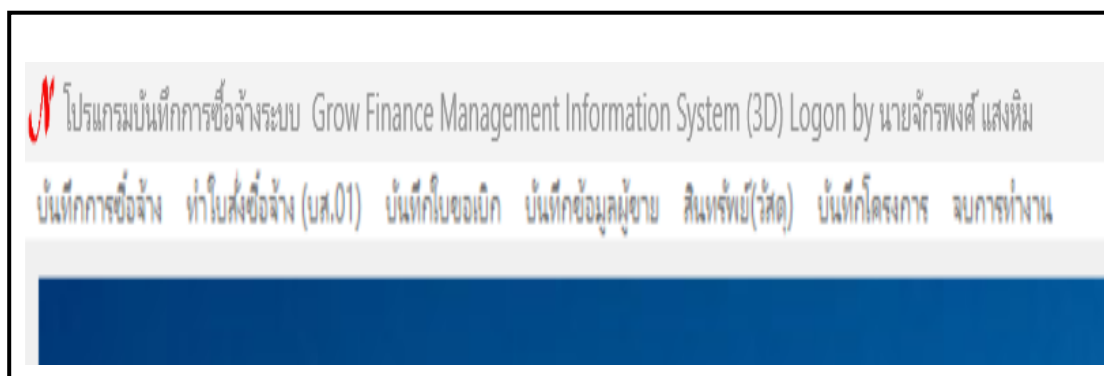 N โปรแกรมบันทึกการซื้อจ้างระบบ Grow Finance Management Information System (3D) Logon by นายจักรพงศ์ แสงหิม
บันทึกการซื้อจ้าง ทำใบสั่งซื้อจ้าง (บส.01) บันทึกใบขอเบิก บันทึกข้อมูลผู้ขาย สินทรัพย์(วัสดุ) บันทึกโครงการ จบการทำงาน